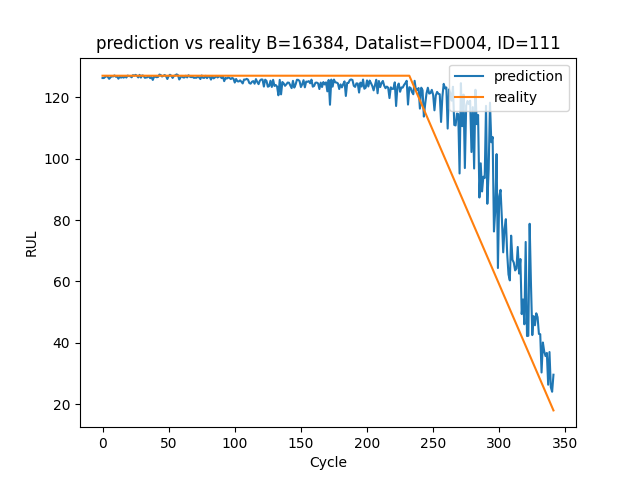 prediction vs reality B=16384, Datalist=FD004, ID=111
prediction
reality
RUL
120
100
80
60
40
20
0 50 100 150 200 250 300 350
Cycle